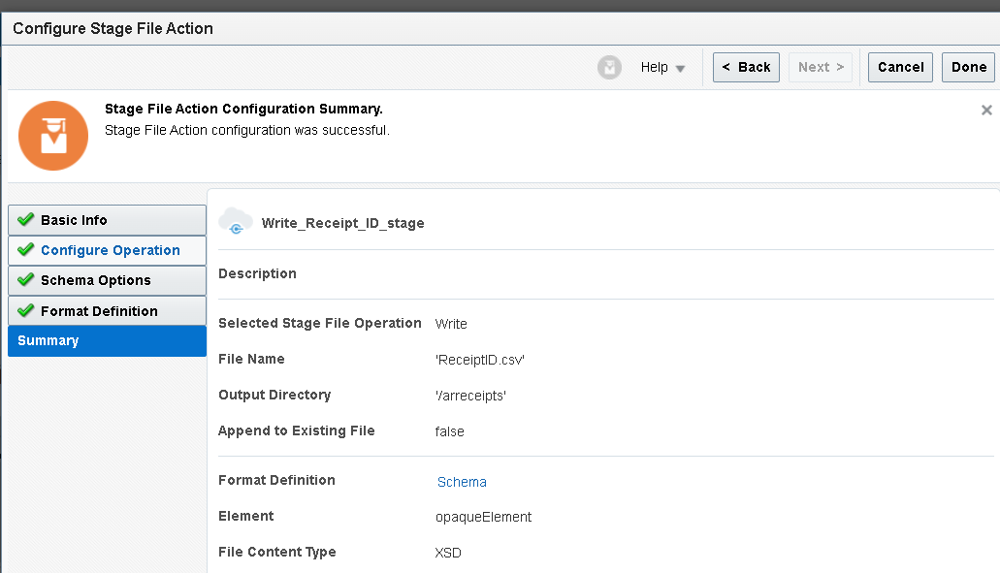 Configure Stage File Action
Help
< Back
Next >
Cancel
Done
Stage File Action Configuration Summary.
Stage File Action configuration was successful.
Basic Info
Configure Operation
Schema Options
Format Definition
Summary
Write_Receipt_ID_stage
Description
Selected Stage File Operation Write
File Name 'ReceiptID.csv'
Output Directory '/arreceipts'
Append to Existing File false
Format Definition Schema
Element opaqueElement
File Content Type XSD